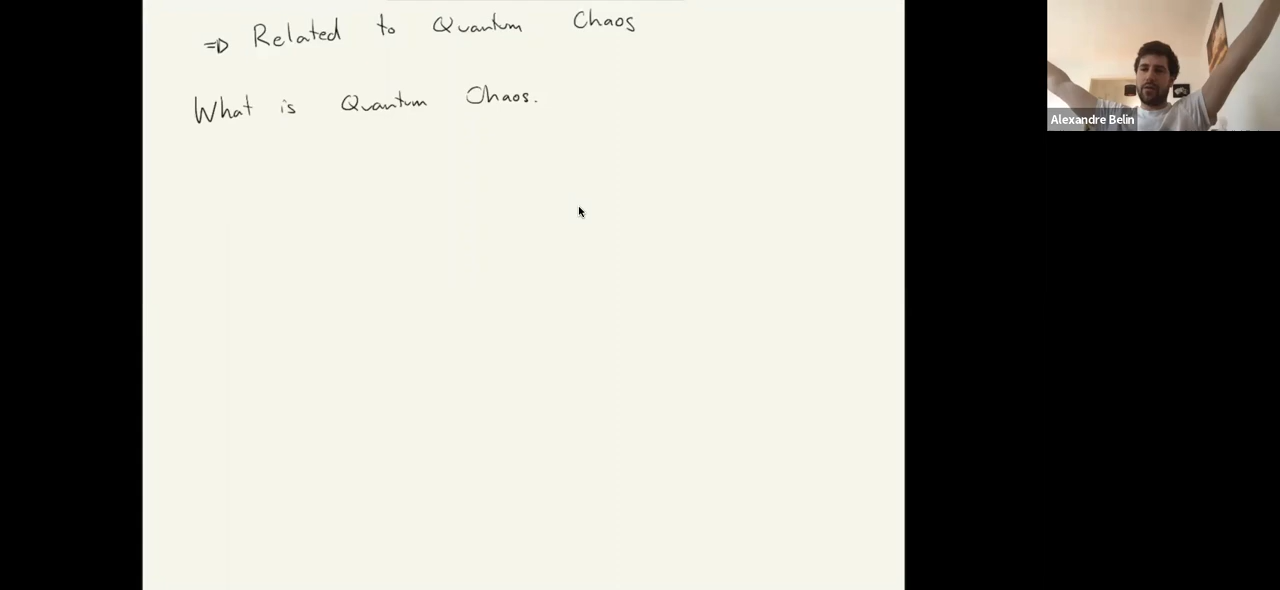 ⇒ Related to Quantum Chaos
What is Quantum Chaos.
Alexandre Belin